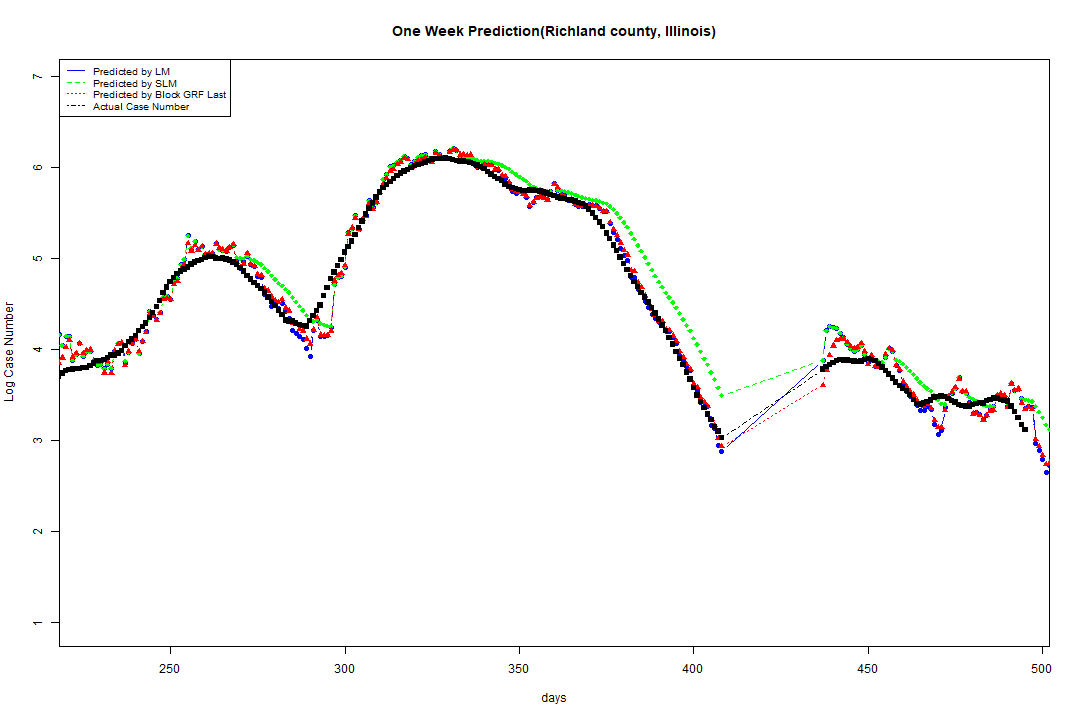 One Week Prediction(Richland county, Illinois)
Predicted by LM
Predicted by SLM
Predicted by Block GRF Last
Actual Case Number
Log Case Number
7
6
5
4
3
2
1
250 300 350 400 450 500
days